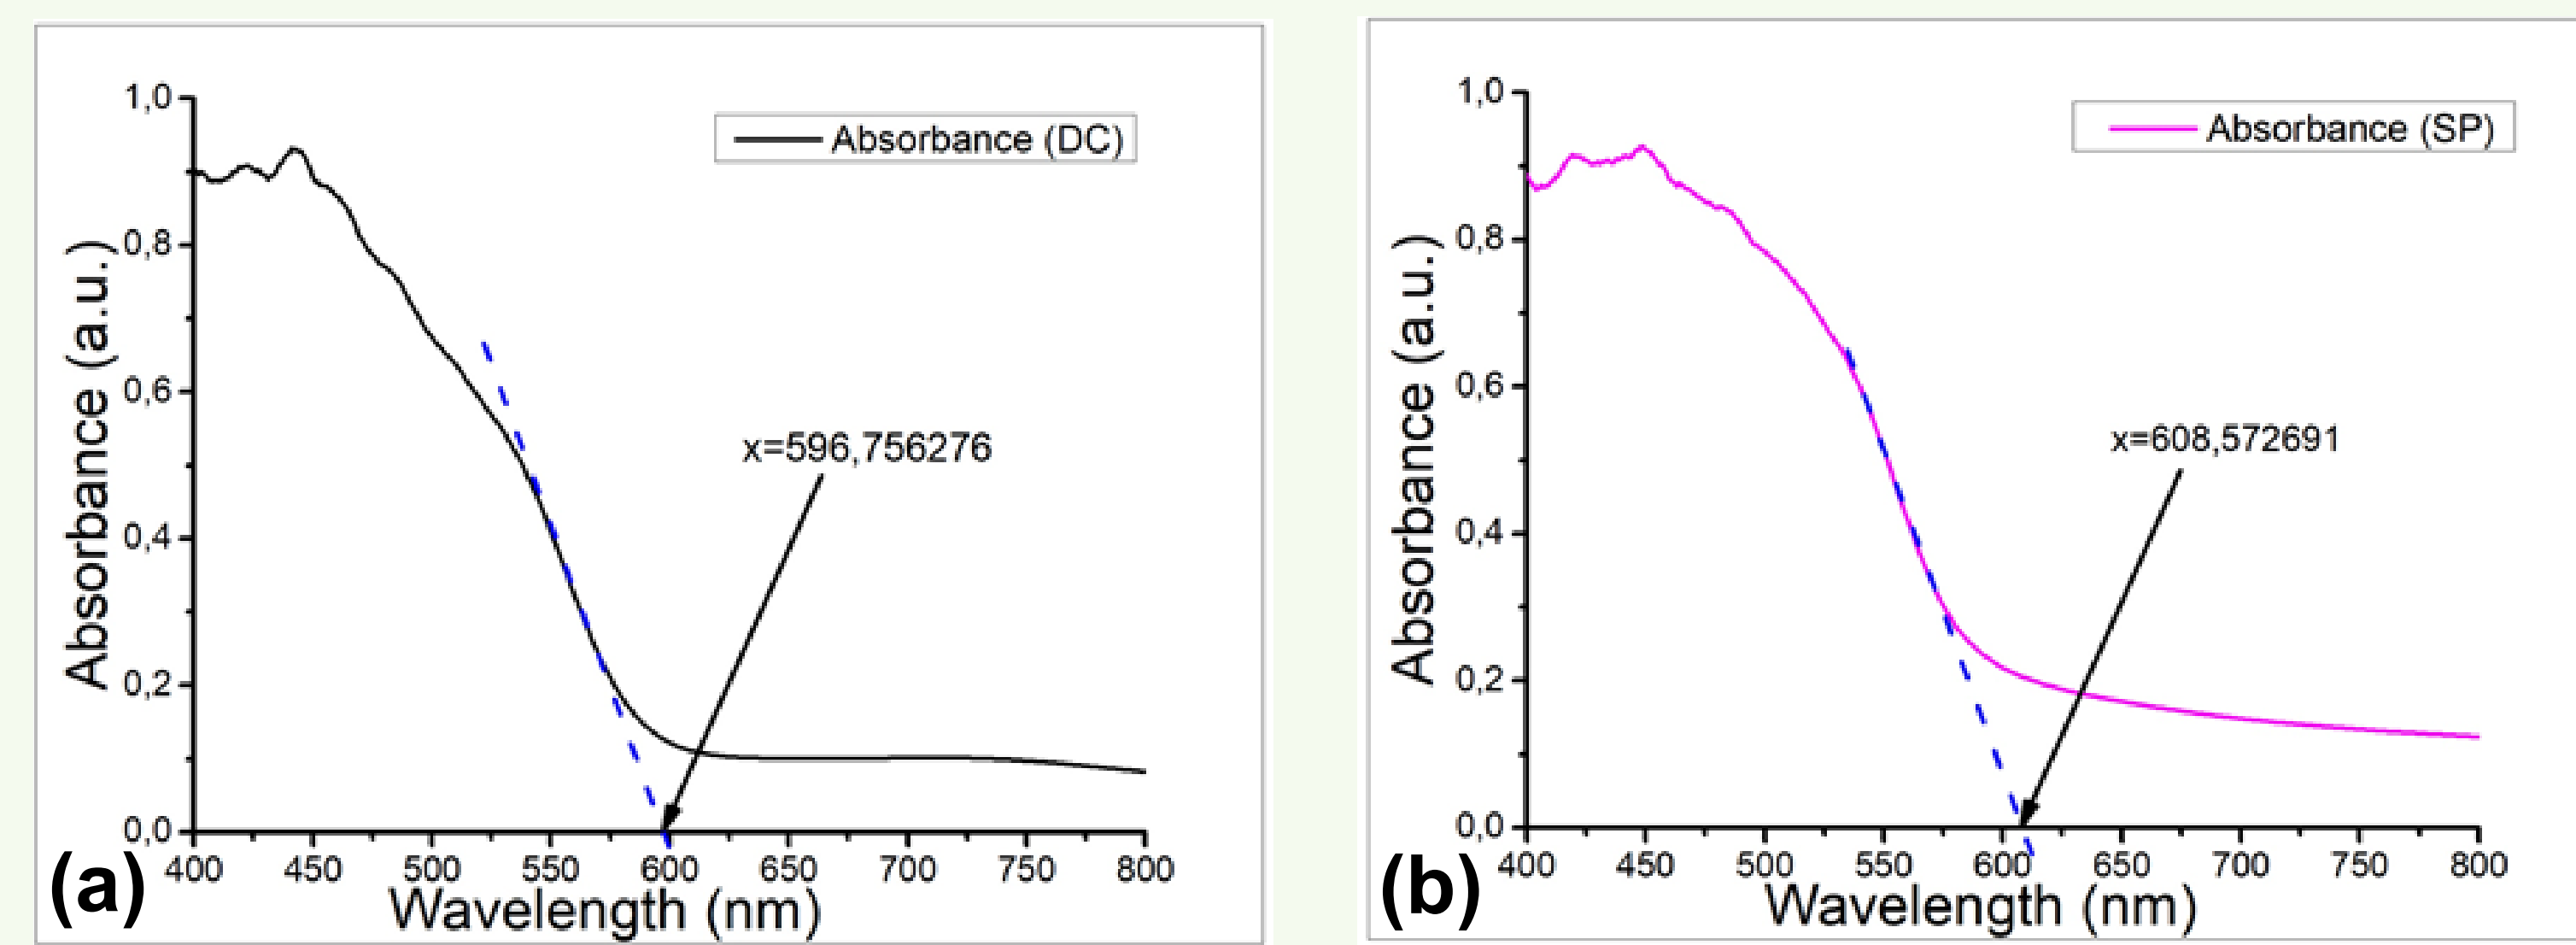 1,0
0,8
0,6
0,4
0,2
0,0
Absorbance (a.u.)
Absorbance (DC)
x=596,756276
400 450 500 550 600 650 700 750 800
Wavelength (nm)
(a)
1,0
0,8
0,6
0,4
0,2
0,0
Absorbance (a.u.)
Absorbance (SP)
x=608,572691
400 450 500 550 600 650 700 750 800
Wavelength (nm)
(b)